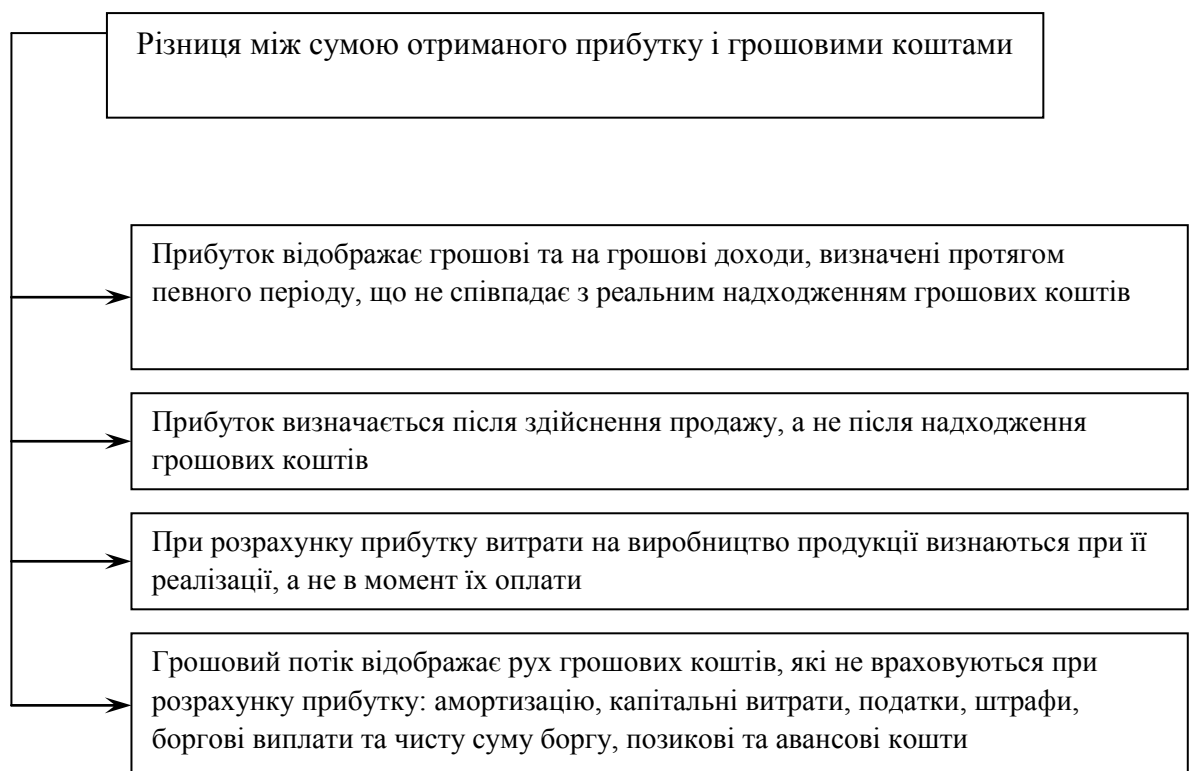 Різниця між сумою отриманого прибутку і грошовими коштами
Прибуток відображає грошові та на грошові доходи, визначені протягом
певного періоду, що не співпадає з реальним надходженням грошових коштів
Прибуток визначається після здійснення продажу, а не після надходження
грошових коштів
При розрахунку прибутку витрати на виробництво продукції визнаються при її
реалізації, а не в момент їх оплати
Грошовий потік відображає рух грошових коштів, які не враховуються при
розрахунку прибутку: амортизацію, капітальні витрати, податки, штрафи,
боргові виплати та чисту суму боргу, позикові та авансові кошти